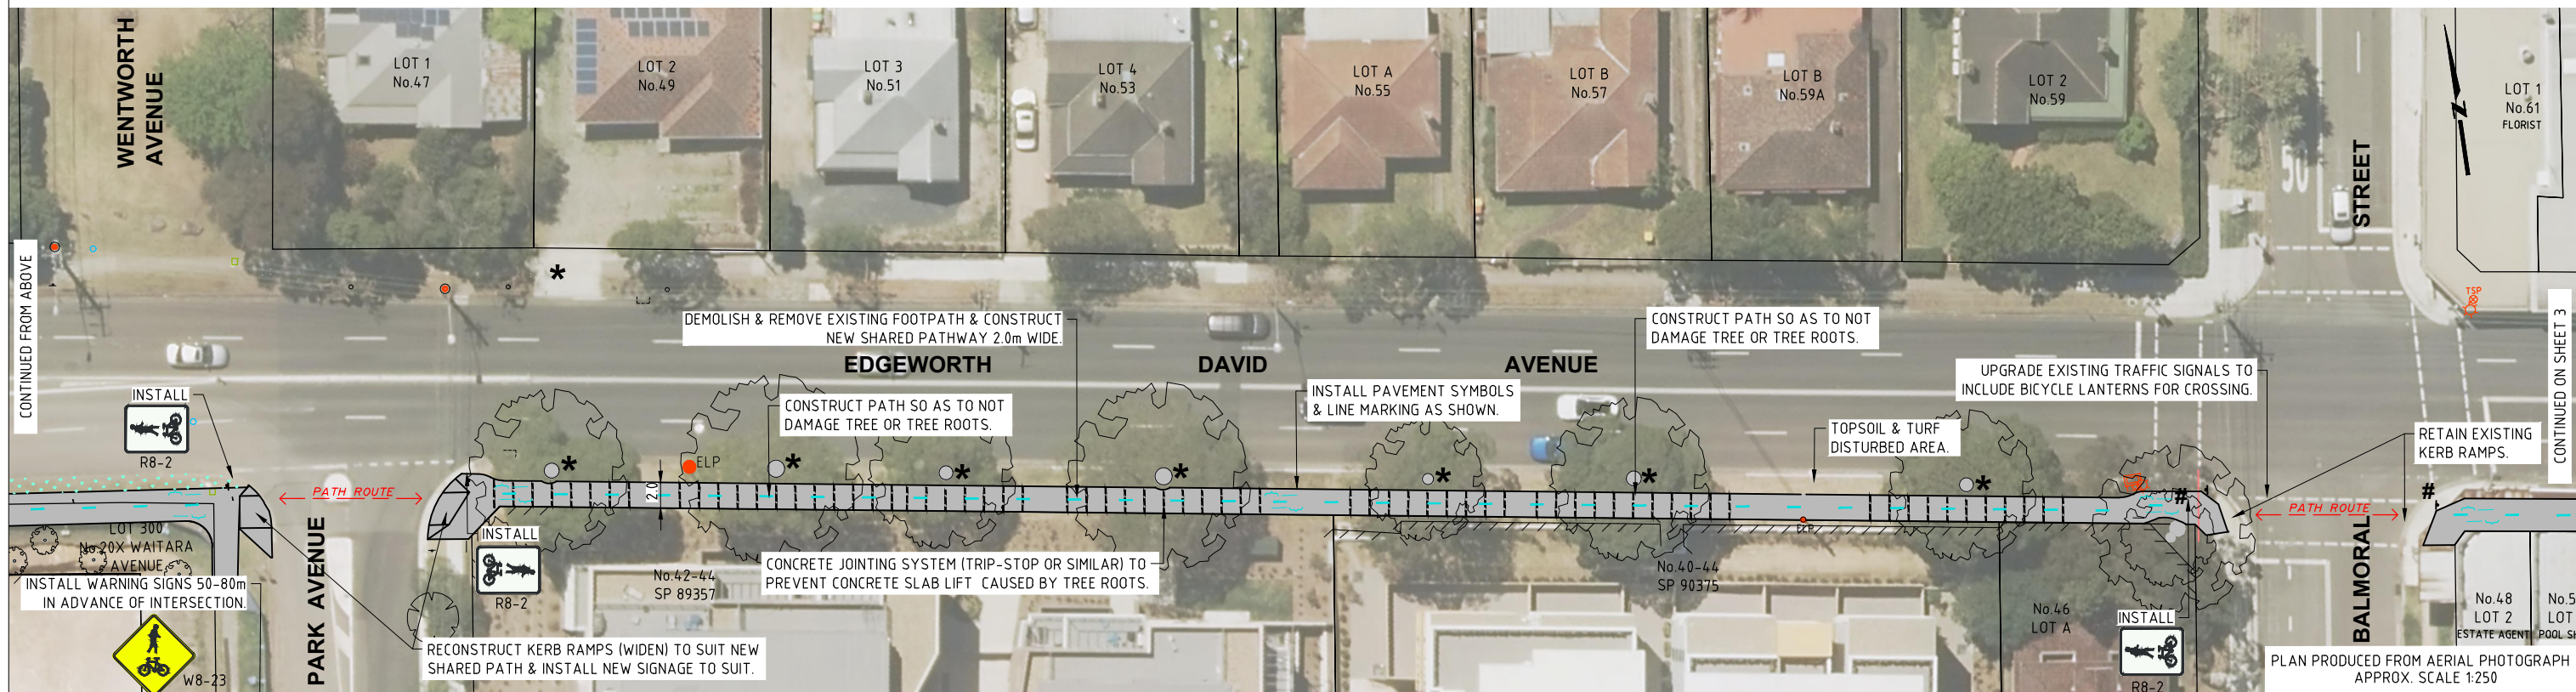 WENTWORTH
AVENUE
LOT 1
No.47
LOT 2
No.49
LOT 3
No.51
LOT 4
No.53
LOT A
No.55
LOT B
No.57
LOT B
No.59A
LOT 2
No.59
LOT 1
No.61
FLORIST
STREET
50
TSP
CONTINUED FROM ABOVE
*
DEMOLISH & REMOVE EXISTING FOOTPATH & CONSTRUCT
NEW SHARED PATHWAY 2.0m WIDE.
CONSTRUCT PATH SO AS TO NOT
DAMAGE TREE OR TREE ROOTS.
EDGEWORTH DAVID AVENUE
UPGRADE EXISTING TRAFFIC SIGNALS TO
INCLUDE BICYCLE LANTERNS FOR CROSSING.
CONTINUED ON SHEET 3
INSTALL
R8-2
CONSTRUCT PATH SO AS TO NOT
DAMAGE TREE OR TREE ROOTS.
INSTALL PAVEMENT SYMBOLS
& LINE MARKING AS SHOWN.
TOPSOIL & TURF
DISTURBED AREA.
RETAIN EXISTING
KERB RAMPS.
ELP
* * * * * * *
2.0
# #
PATH ROUTE
PATH ROUTE
LOT 300
No.20X WAITARA
AVENUE
INSTALL WARNING SIGNS 50-80m
IN ADVANCE OF INTERSECTION.
W8-23
PARK AVENUE
INSTALL
R8-2
RECONSTRUCT KERB RAMPS (WIDEN) TO SUIT NEW
SHARED PATH & INSTALL NEW SIGNAGE TO SUIT.
No.42-44
SP 89357
CONCRETE JOINTING SYSTEM (TRIP-STOP OR SIMILAR) TO
PREVENT CONCRETE SLAB LIFT CAUSED BY TREE ROOTS.
No.40-44
SP 90375
No.46
LOT A
INSTALL
R8-2
BALMORAL
No.48
LOT 2
ESTATE AGENT
No.5
LOT
POOL SH
PLAN PRODUCED FROM AERIAL PHOTOGRAPH
APPROX. SCALE 1:250